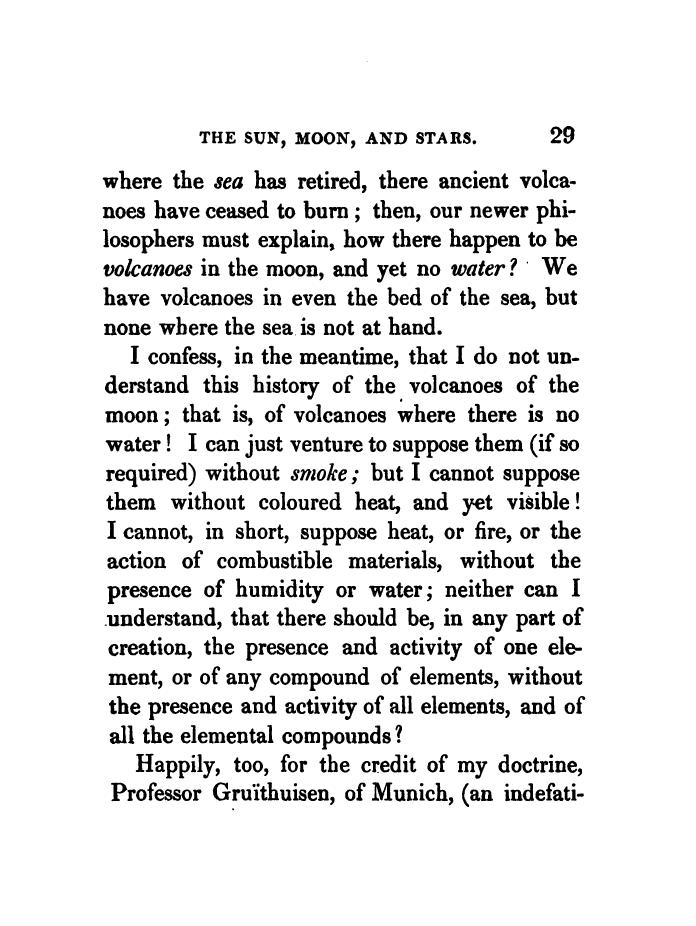 THE SUN, MOON, AND STARS. 29
where the sea has retired, there ancient volca-
noes have ceased to burn ; then, our newer phi-
losophers must explain, how there happen to be
volcanoes in the moon, and yet no water ? We
have volcanoes in even the bed of the sea, but
none where the sea is not at hand.
I confess, in the meantime, that I do not un-
derstand this history of the volcanoes of the
moon ; that is, of volcanoes where there is no
water ! I can just venture to suppose them (if so
required) without smoke ; but I cannot suppose
them without coloured heat, and yet visible !
I cannot, in short, suppose heat, or fire, or the
action of combustible materials, without the
presence of humidity or water ; neither can I
understand, that there should be, in any part of
creation, the presence and activity of one ele-
ment, or of any compound of elements, without
the presence and activity of all elements, and of
all the elemental compounds ?
Happily, too, for the credit of my doctrine,
Professor Gruïthuisen, of Munich, (an indefati-